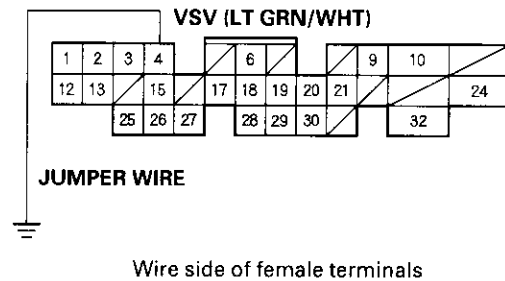 VSV (LT GRN/WHT)
1 2 3 4 6 9 10
12 13 15 17 18 19 20 21 24
25 26 27 28 29 30 32
JUMPER WIRE
Wire side of female terminals